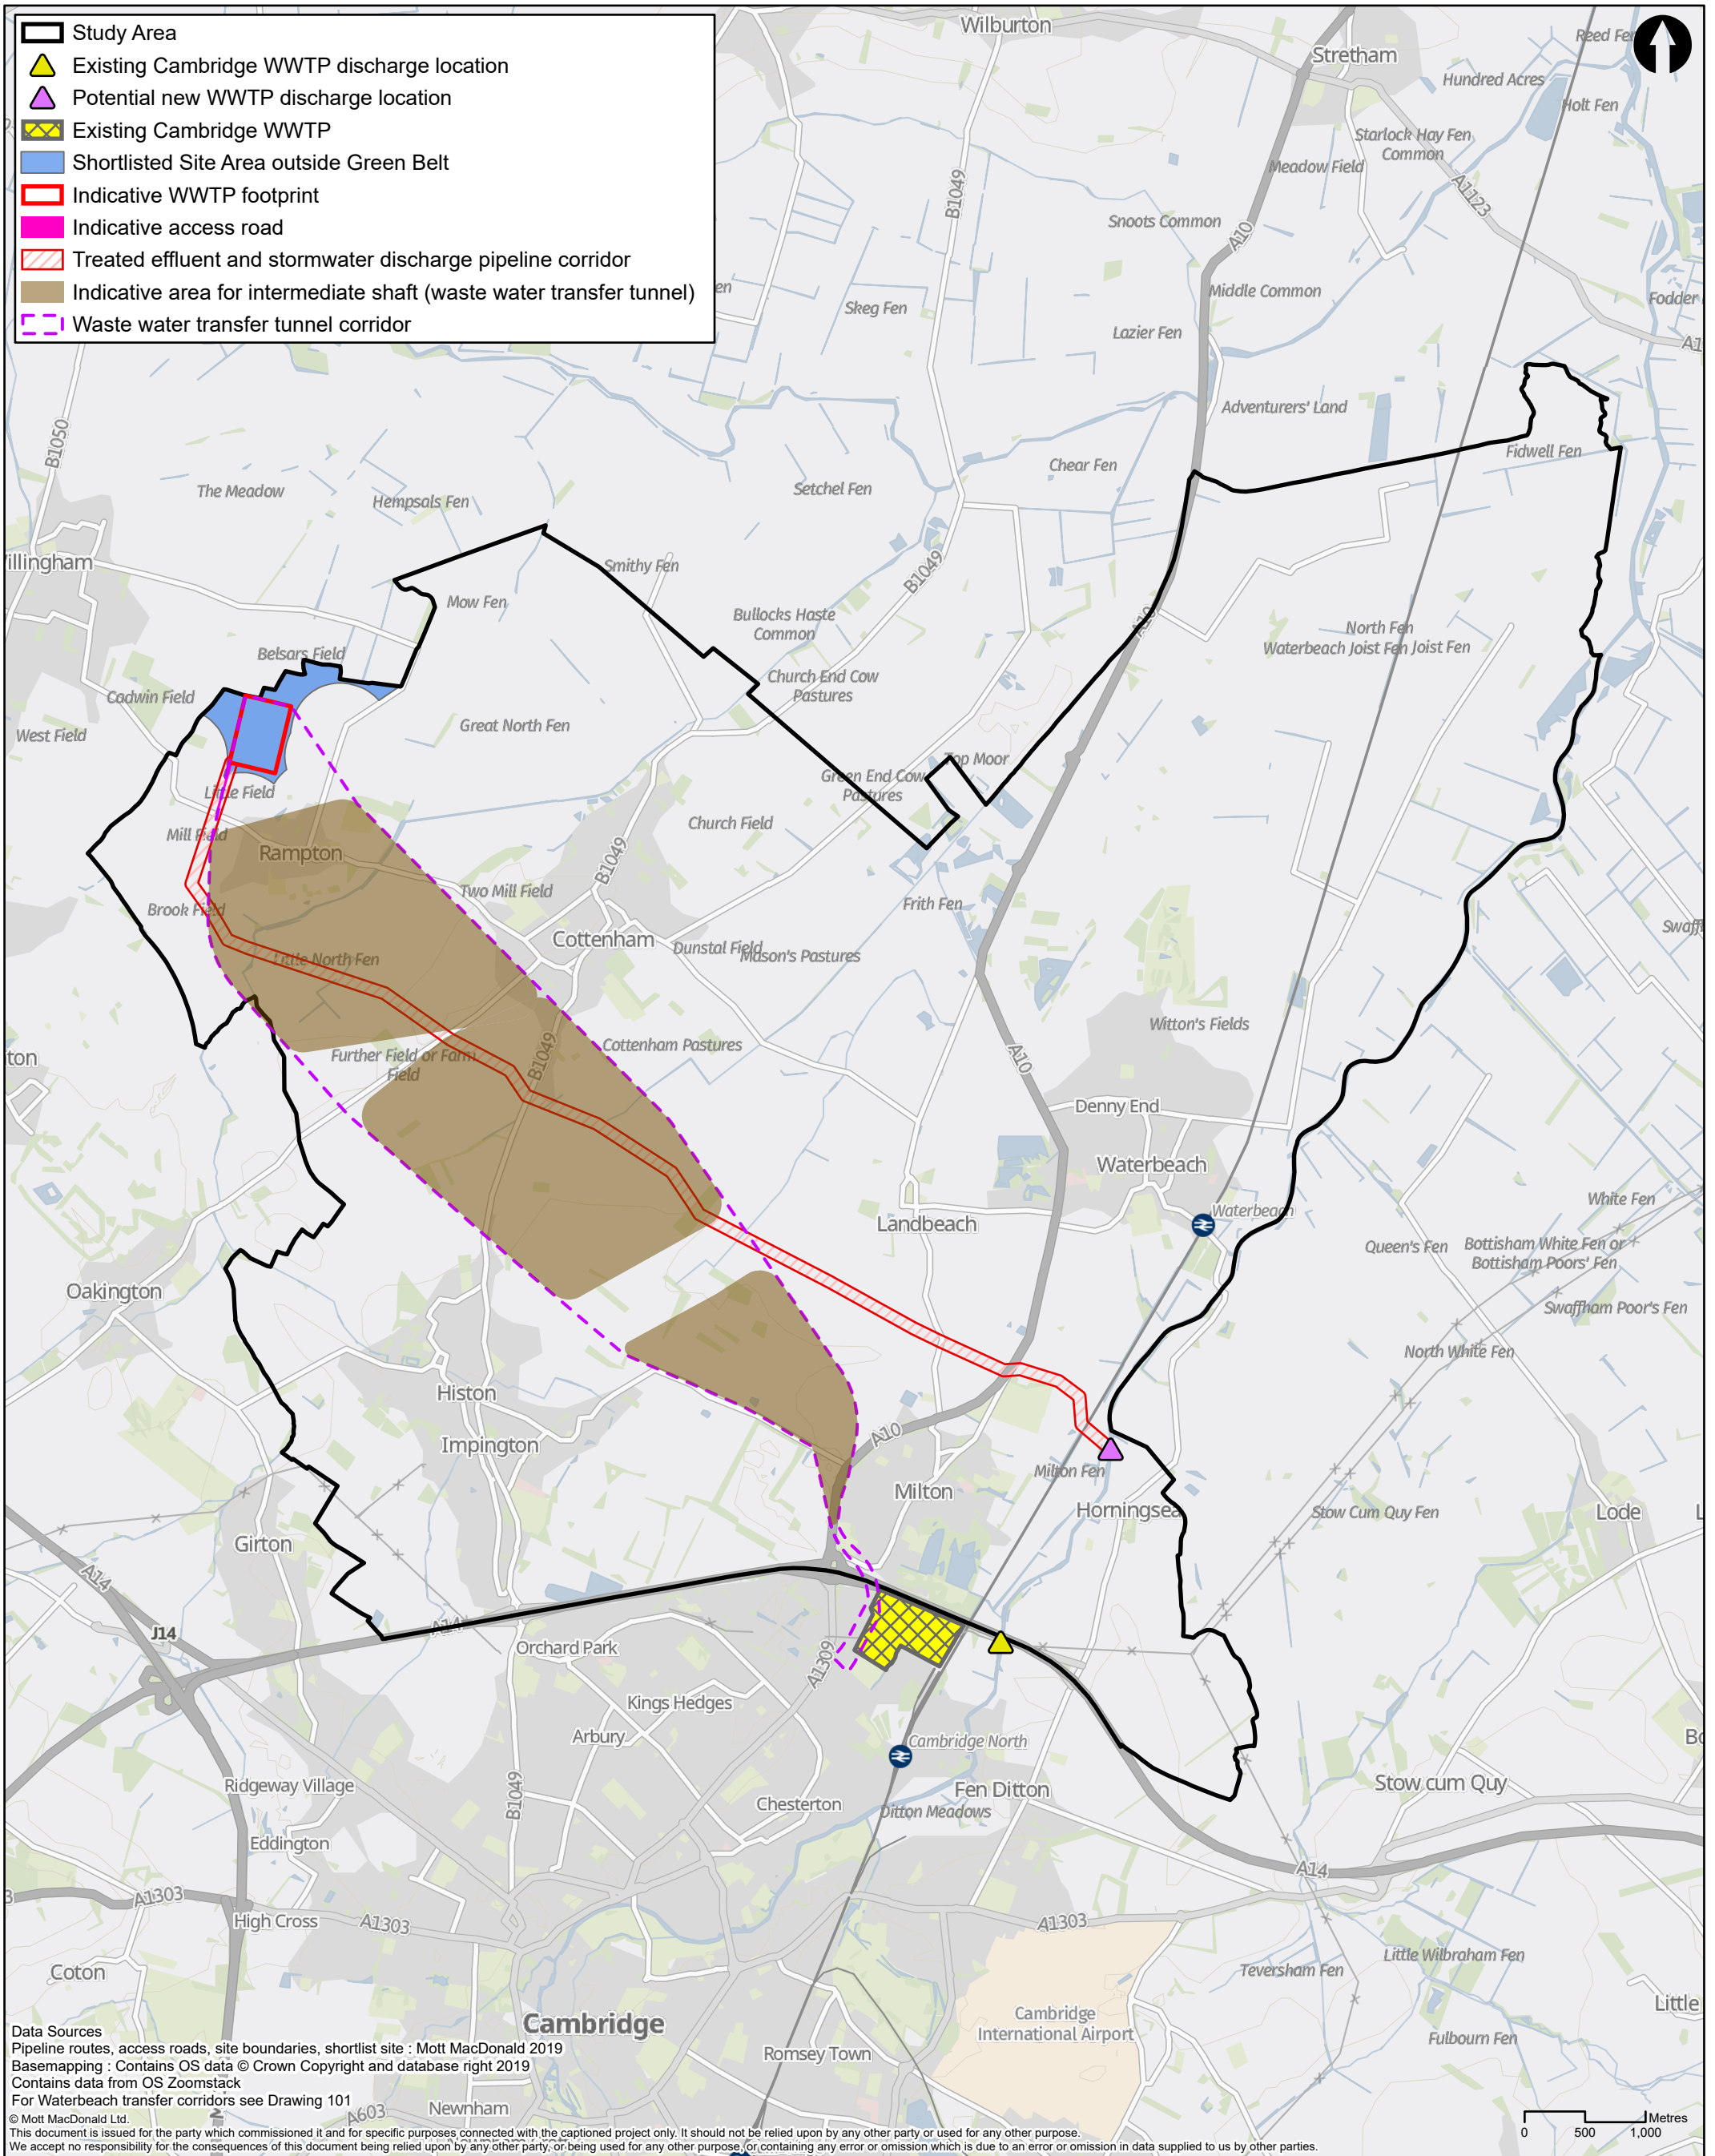 Study Area
Existing Cambridge WWTP discharge location
Potential new WWTP discharge location
Existing Cambridge WWTP
Shortlisted Site Area outside Green Belt
Indicative WWTP footprint
Indicative access road
Treated effluent and stormwater discharge pipeline corridor
Indicative area for intermediate shaft (waste water transfer tunnel)
Waste water transfer tunnel corridor
Wilburton
Stretham
Reed Fen
Hundred Acres
Holt Fen
Starlock Hay Fen
Common
Meadow Field
A1123
B1049
Snoots Common
A10
Middle Common
Skeg Fen
Lazier Fen
Fodder
A1
Adventurers' Land
B1050
Fidwell Fen
Chear Fen
The Meadow
Hempsals Fen
Setchel Fen
illingham
Smithy Fen
B1049
Mow Fen
Bullocks Haste
Common
A10
North Fen
Waterbeach Joist Fen
Joist Fen
Belsars Field
Cadwin Field
Church End Cow
Pastures
West Field
Great North Fen
Top Moor
Green End Cow
Pastures
Little Field
Church Field
Mill Field
Rampton
B1049
Two Mill Field
Brook Field
Frith Fen
Cottenham
Dunstal Field
Mason's Pastures
Swaff
Little North Fen
Witton's Fields
ton
Further Field or Farm
Field
B1049
Cottenham Pastures
A10
Denny End
Waterbeach
White Fen
Landbeach
Waterbeach
Queen's Fen
Bottisham White Fen or
Bottisham Poors' Fen
Oakington
Swaffham Poor's Fen
North White Fen
Histon
Impington
A10
Milton Fen
Milton
Horningsea
Stow Cum Quy Fen
Lode
L
Girton
A14
J14
A14
Orchard Park
A1309
Kings Hedges
Arbury
Cambridge North
Bo
Ridgeway Village
B1049
Chesterton
Fen Ditton
Ditton Meadows
Stow cum Quy
Eddington
A14
3
A1303
High Cross
A1303
A1303
Little Wilbraham Fen
Coton
Teversham Fen
Cambridge
Cambridge
International Airport
Little
Romsey Town
Fulbourn Fen
Newnham
A603
Data Sources
Pipeline routes, access roads, site boundaries, shortlist site : Mott MacDonald 2019
Basemapping : Contains OS data © Crown Copyright and database right 2019
Contains data from OS Zoomstack
For Waterbeach transfer corridors see Drawing 101
© Mott MacDonald Ltd.
This document is issued for the party which commissioned it and for specific purposes connected with the captioned project only. It should not be relied upon by any other party or used for any other purpose.
We accept no responsibility for the consequences of this document being relied upon by any other party, or being used for any other purpose, or containing any error or omission which is due to an error or omission in data supplied to us by other parties.
Metres
0 500 1,000